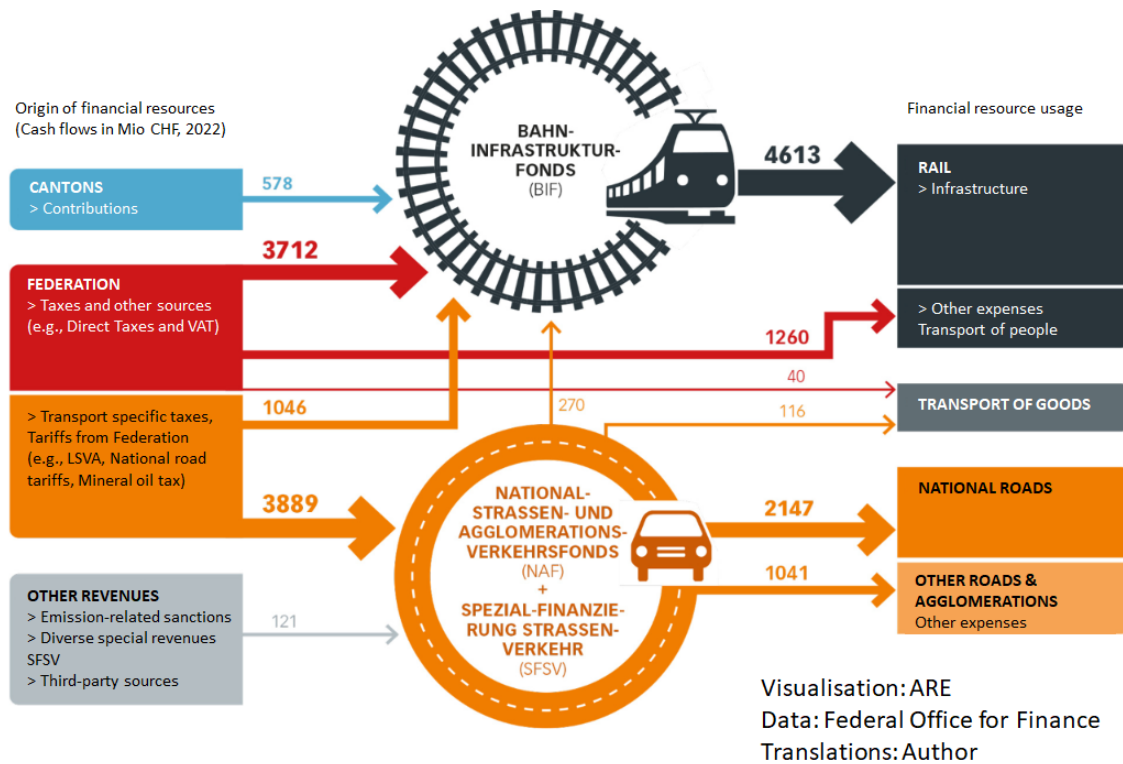 Origin of financial resources
(Cash flows in Mio CHF, 2022)
Financial resource usage
BAHN-
INFRASTRUKTUR-
FONDS
(BIF)
CANTONS
> Contributions
578
4613
RAIL
> Infrastructure
3712
FEDERATION
> Taxes and other sources
(e.g., Direct Taxes and VAT)
> Other expenses
Transport of people
1260
40
> Transport specific taxes,
Tariffs from Federation
(e.g., LSVA, National road
tariffs, Mineral oil tax)
1046
270
116
TRANSPORT OF GOODS
3889
NATIONAL-
STRASSEN- UND
AGGLOMERATIONS-
VERKEHRSFONDS
(NAF)
+
SPEZIAL-FINANZIE-
RUNG STRASSEN-
VERKEHR
(SFSV)
2147
NATIONAL ROADS
1041
OTHER ROADS &
AGGLOMERATIONS
Other expenses
OTHER REVENUES
> Emission-related sanctions
> Diverse special revenues
SFSV
> Third-party sources
121
Visualisation: ARE
Data: Federal Office for Finance
Translations: Author